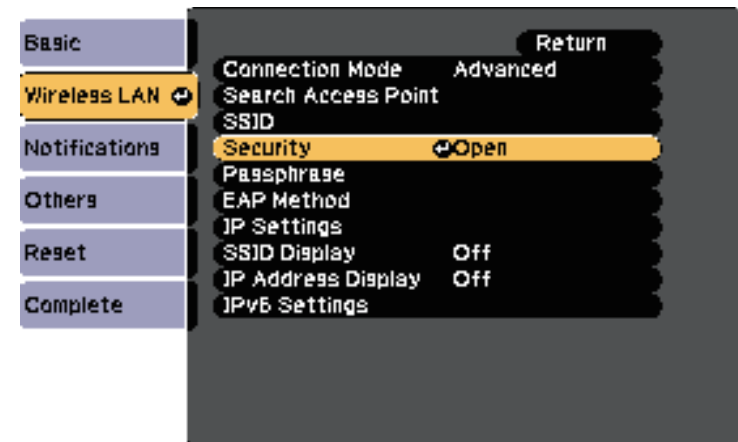 Basic
Wireless LAN
Notifications
Others
Reset
Complete
Return
Connection Mode Advanced
Search Access Point
SSID
Security Open
Passphrase
EAP Method
IP Settings
SSID Display Off
IP Address Display Off
IPv6 Settings